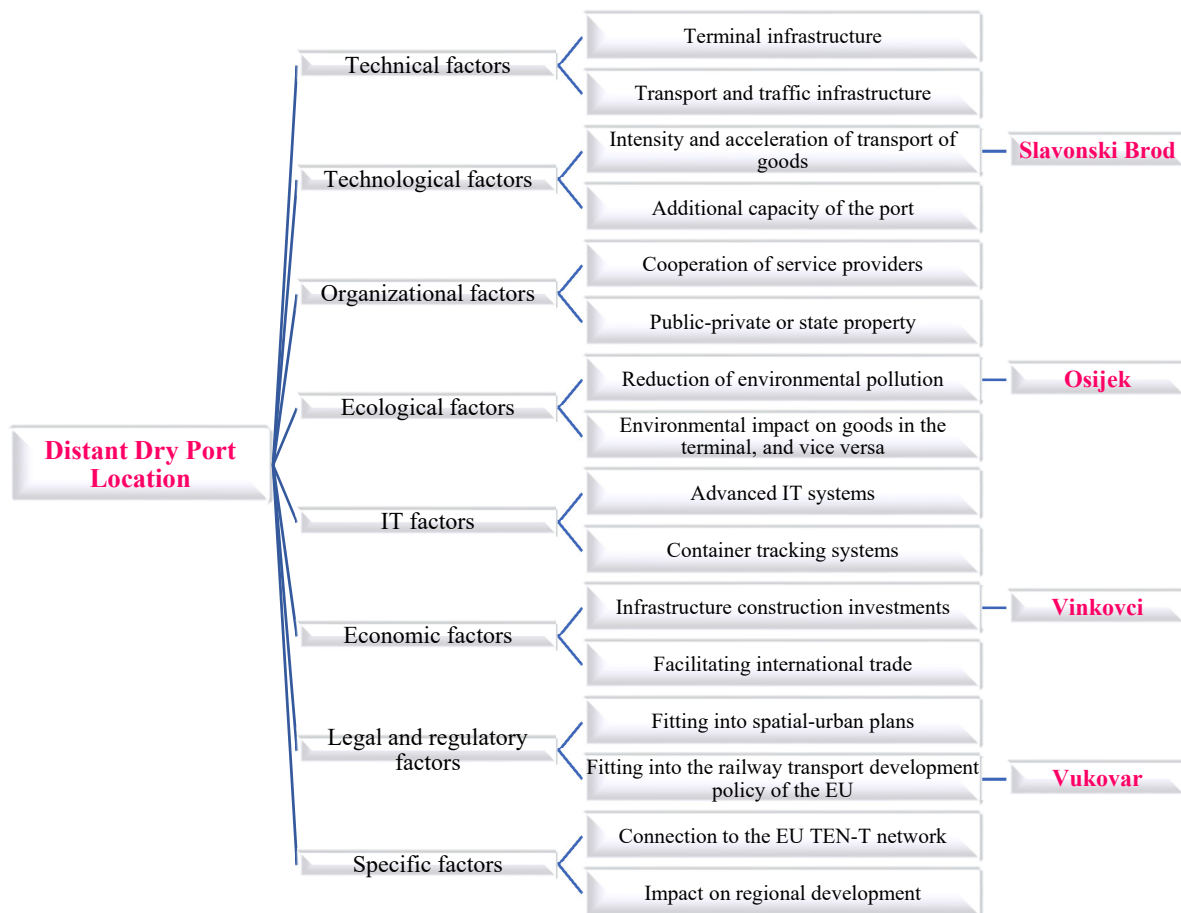 Distant Dry Port
Location
Technical factors
Terminal infrastructure
Transport and traffic infrastructure
Technological factors
Intensity and acceleration of transport of
goods
Slavonski Brod
Additional capacity of the port
Organizational factors
Cooperation of service providers
Public-private or state property
Ecological factors
Reduction of environmental pollution
Osijek
Environmental impact on goods in the
terminal, and vice versa
IT factors
Advanced IT systems
Container tracking systems
Economic factors
Infrastructure construction investments
Vinkovci
Facilitating international trade
Legal and regulatory
factors
Fitting into spatial-urban plans
Fitting into the railway transport development
policy of the EU
Vukovar
Specific factors
Connection to the EU TEN-T network
Impact on regional development